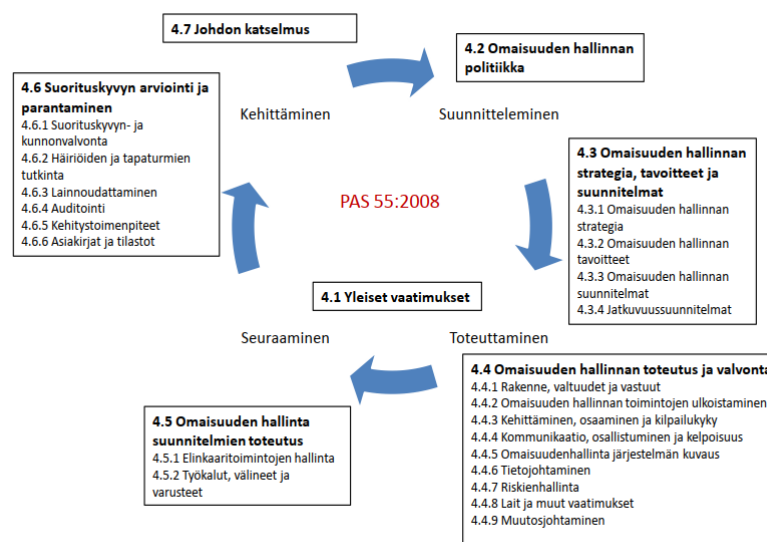 4.7 Johdon katselmus
4.2 Omaisuuden hallinnan
politiikka
4.6 Suorituskyvyn arviointi ja
parantaminen
4.6.1 Suorituskyvyn- ja
kunnonvalvonta
4.6.2 Häiriöiden ja tapaturmien
tutkinta
4.6.3 Lainnoudattaminen
4.6.4 Auditointi
4.6.5 Kehitystoimenpiteet
4.6.6 Asiakirjat ja tilastot
Kehittäminen
Suunnitteleminen
4.3 Omaisuuden hallinnan
strategia, tavoitteet ja
suunnitelmat
4.3.1 Omaisuuden hallinnan
strategia
4.3.2 Omaisuuden hallinnan
tavoitteet
4.3.3 Omaisuuden hallinnan
suunnitelmat
4.3.4 Jatkuvuussuunnitelmat
PAS 55:2008
4.1 Yleiset vaatimukset
Seuraaminen
Toteuttaminen
4.4 Omaisuuden hallinnan toteutus ja valvonta
4.4.1 Rakenne, valtuudet ja vastuut
4.4.2 Omaisuuden hallinnan toimintojen ulkoistaminen
4.4.3 Kehittäminen, osaaminen ja kilpailukyky
4.4.4 Kommunikaatio, osallistuminen ja kelpoisuus
4.4.5 Omaisuudenhallinta järjestelmän kuvaus
4.4.6 Tietojohtaminen
4.4.7 Riskienhallinta
4.4.8 Lait ja muut vaatimukset
4.4.9 Muutosjohtaminen
4.5 Omaisuuden hallinta
suunnitelmien toteutus
4.5.1 Elinkaaritoimintojen hallinta
4.5.2 Työkalut, välineet ja
varusteet